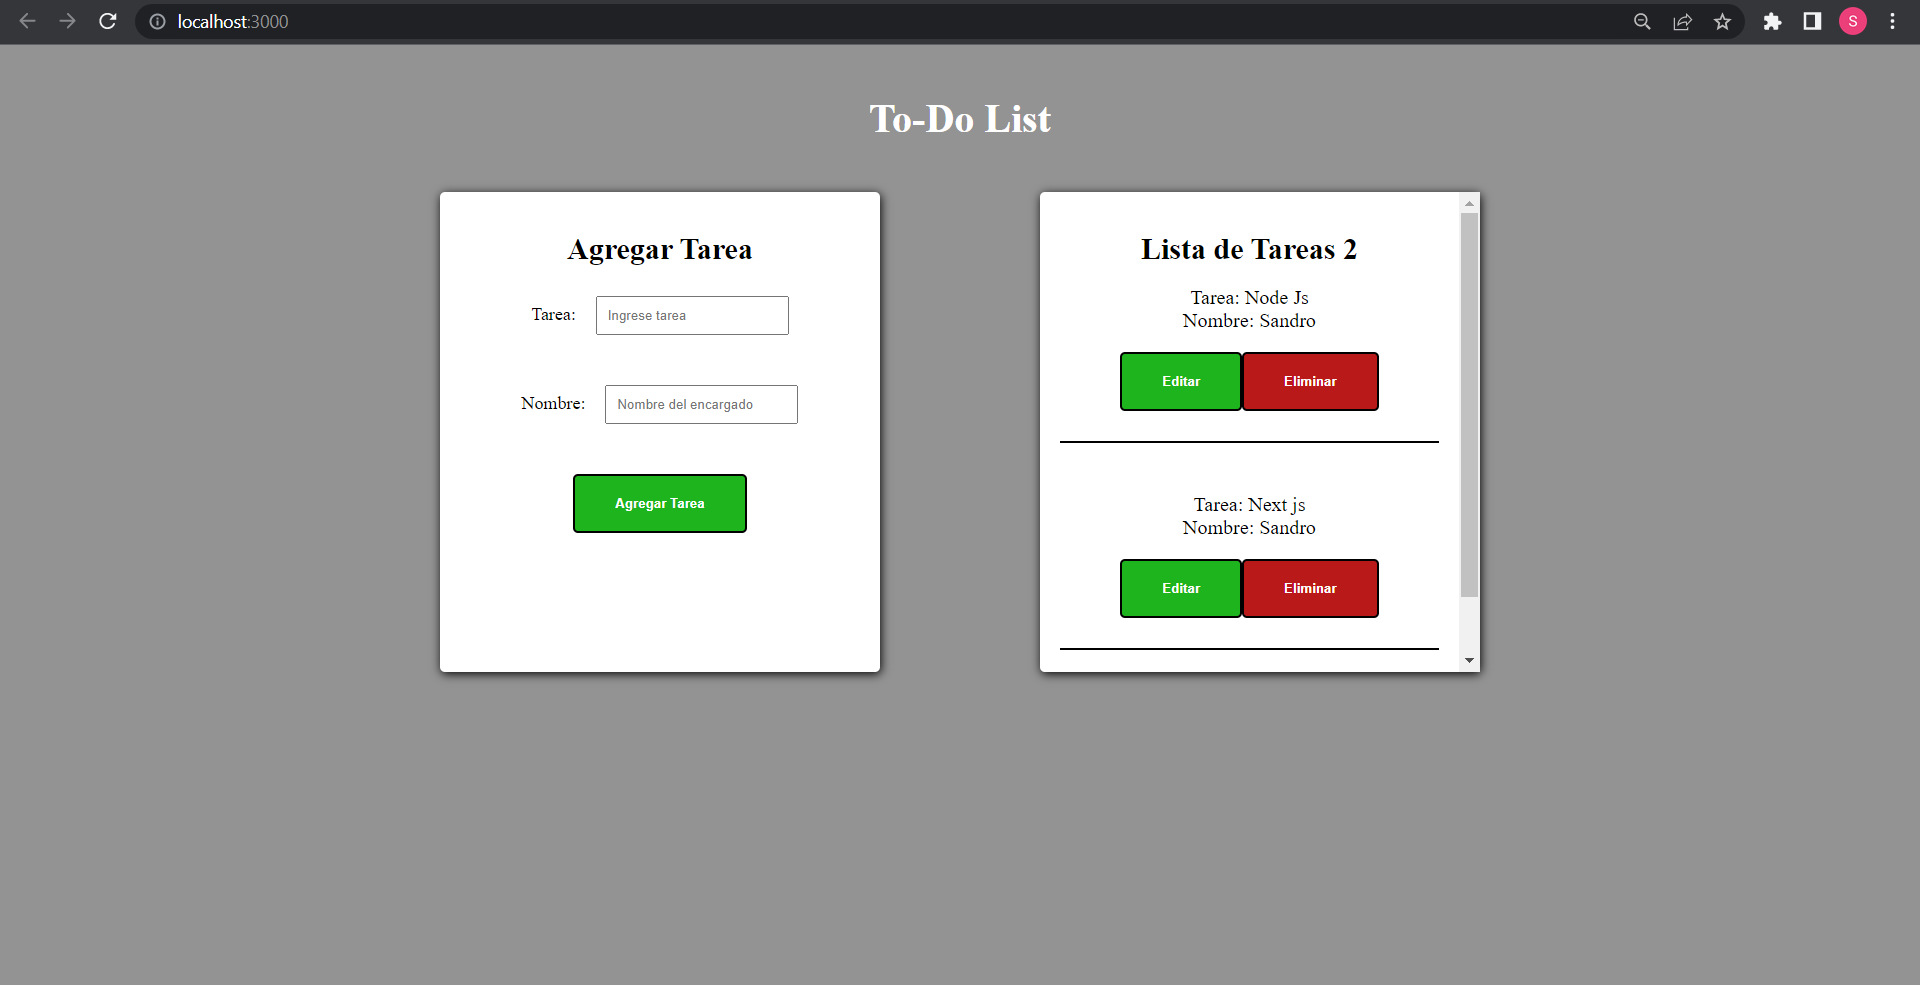 localhost:3000
S
To-Do List
Agregar Tarea
Tarea: Ingrese tarea
Nombre: Nombre del encargado
Agregar Tarea
Lista de Tareas 2
Tarea: Node Js
Nombre: Sandro
Editar Eliminar
Tarea: Next js
Nombre: Sandro
Editar Eliminar